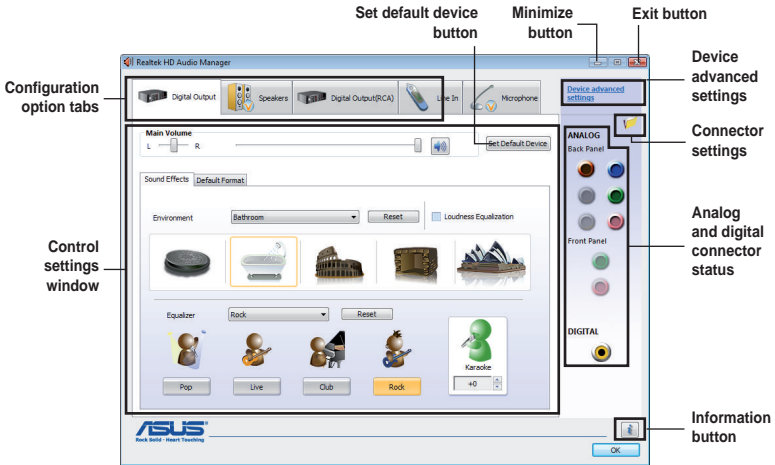 Set default device
button
Minimize
button
Exit button
Configuration
option tabs
Control
settings
window
Device
advanced
settings
Connector
settings
Analog
and digital
connector
status
Information
button
Realtek HD Audio Manager
Digital Output
Speakers
Digital Output(RCA)
Line In
Microphone
Device advanced
settings
Main Volume
L
R
Set Default Device
Sound Effects
Default Format
Environment
Bathroom
Reset
Loudness Equalization
Equalizer
Rock
Reset
Pop
Live
Club
Rock
Karaoke
+0
ANALOG
Back Panel
Front Panel
DIGITAL
ASUS
Rock Solid · Heart Touching
OK